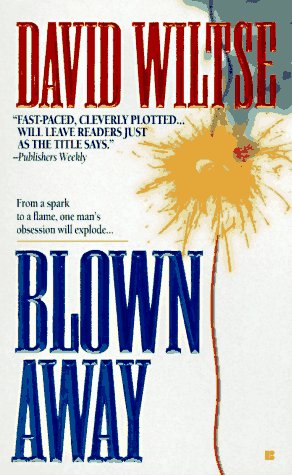 DAVID WILTSE
"FAST-PACED, CLEVERLY PLOTTED...
WILL LEAVE READERS JUST
AS THE TITLE SAYS."
–Publishers Weekly
From a spark
to a flame, one man's
obsession will explode...
BLOWN
AWAY